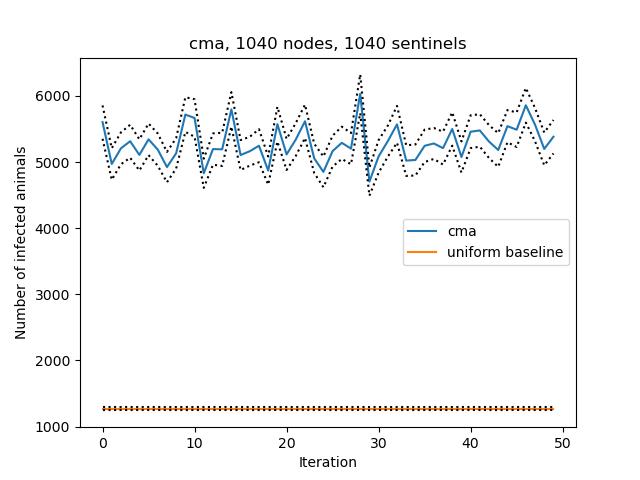 cma, 1040 nodes, 1040 sentinels
Number of infected animals
6000
5000
4000
3000
2000
1000
cma
uniform baseline
0 10 20 30 40 50
Iteration